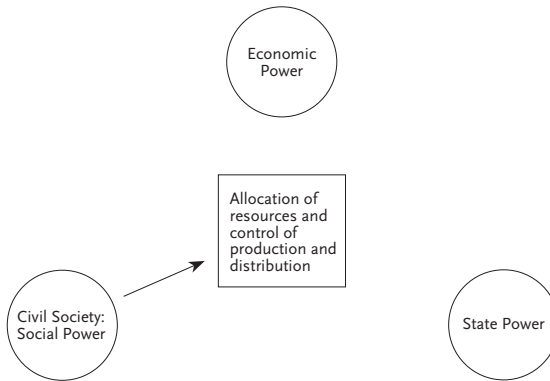 Economic
Power
Allocation of
resources and
control of
production and
distribution
Civil Society:
Social Power
State Power